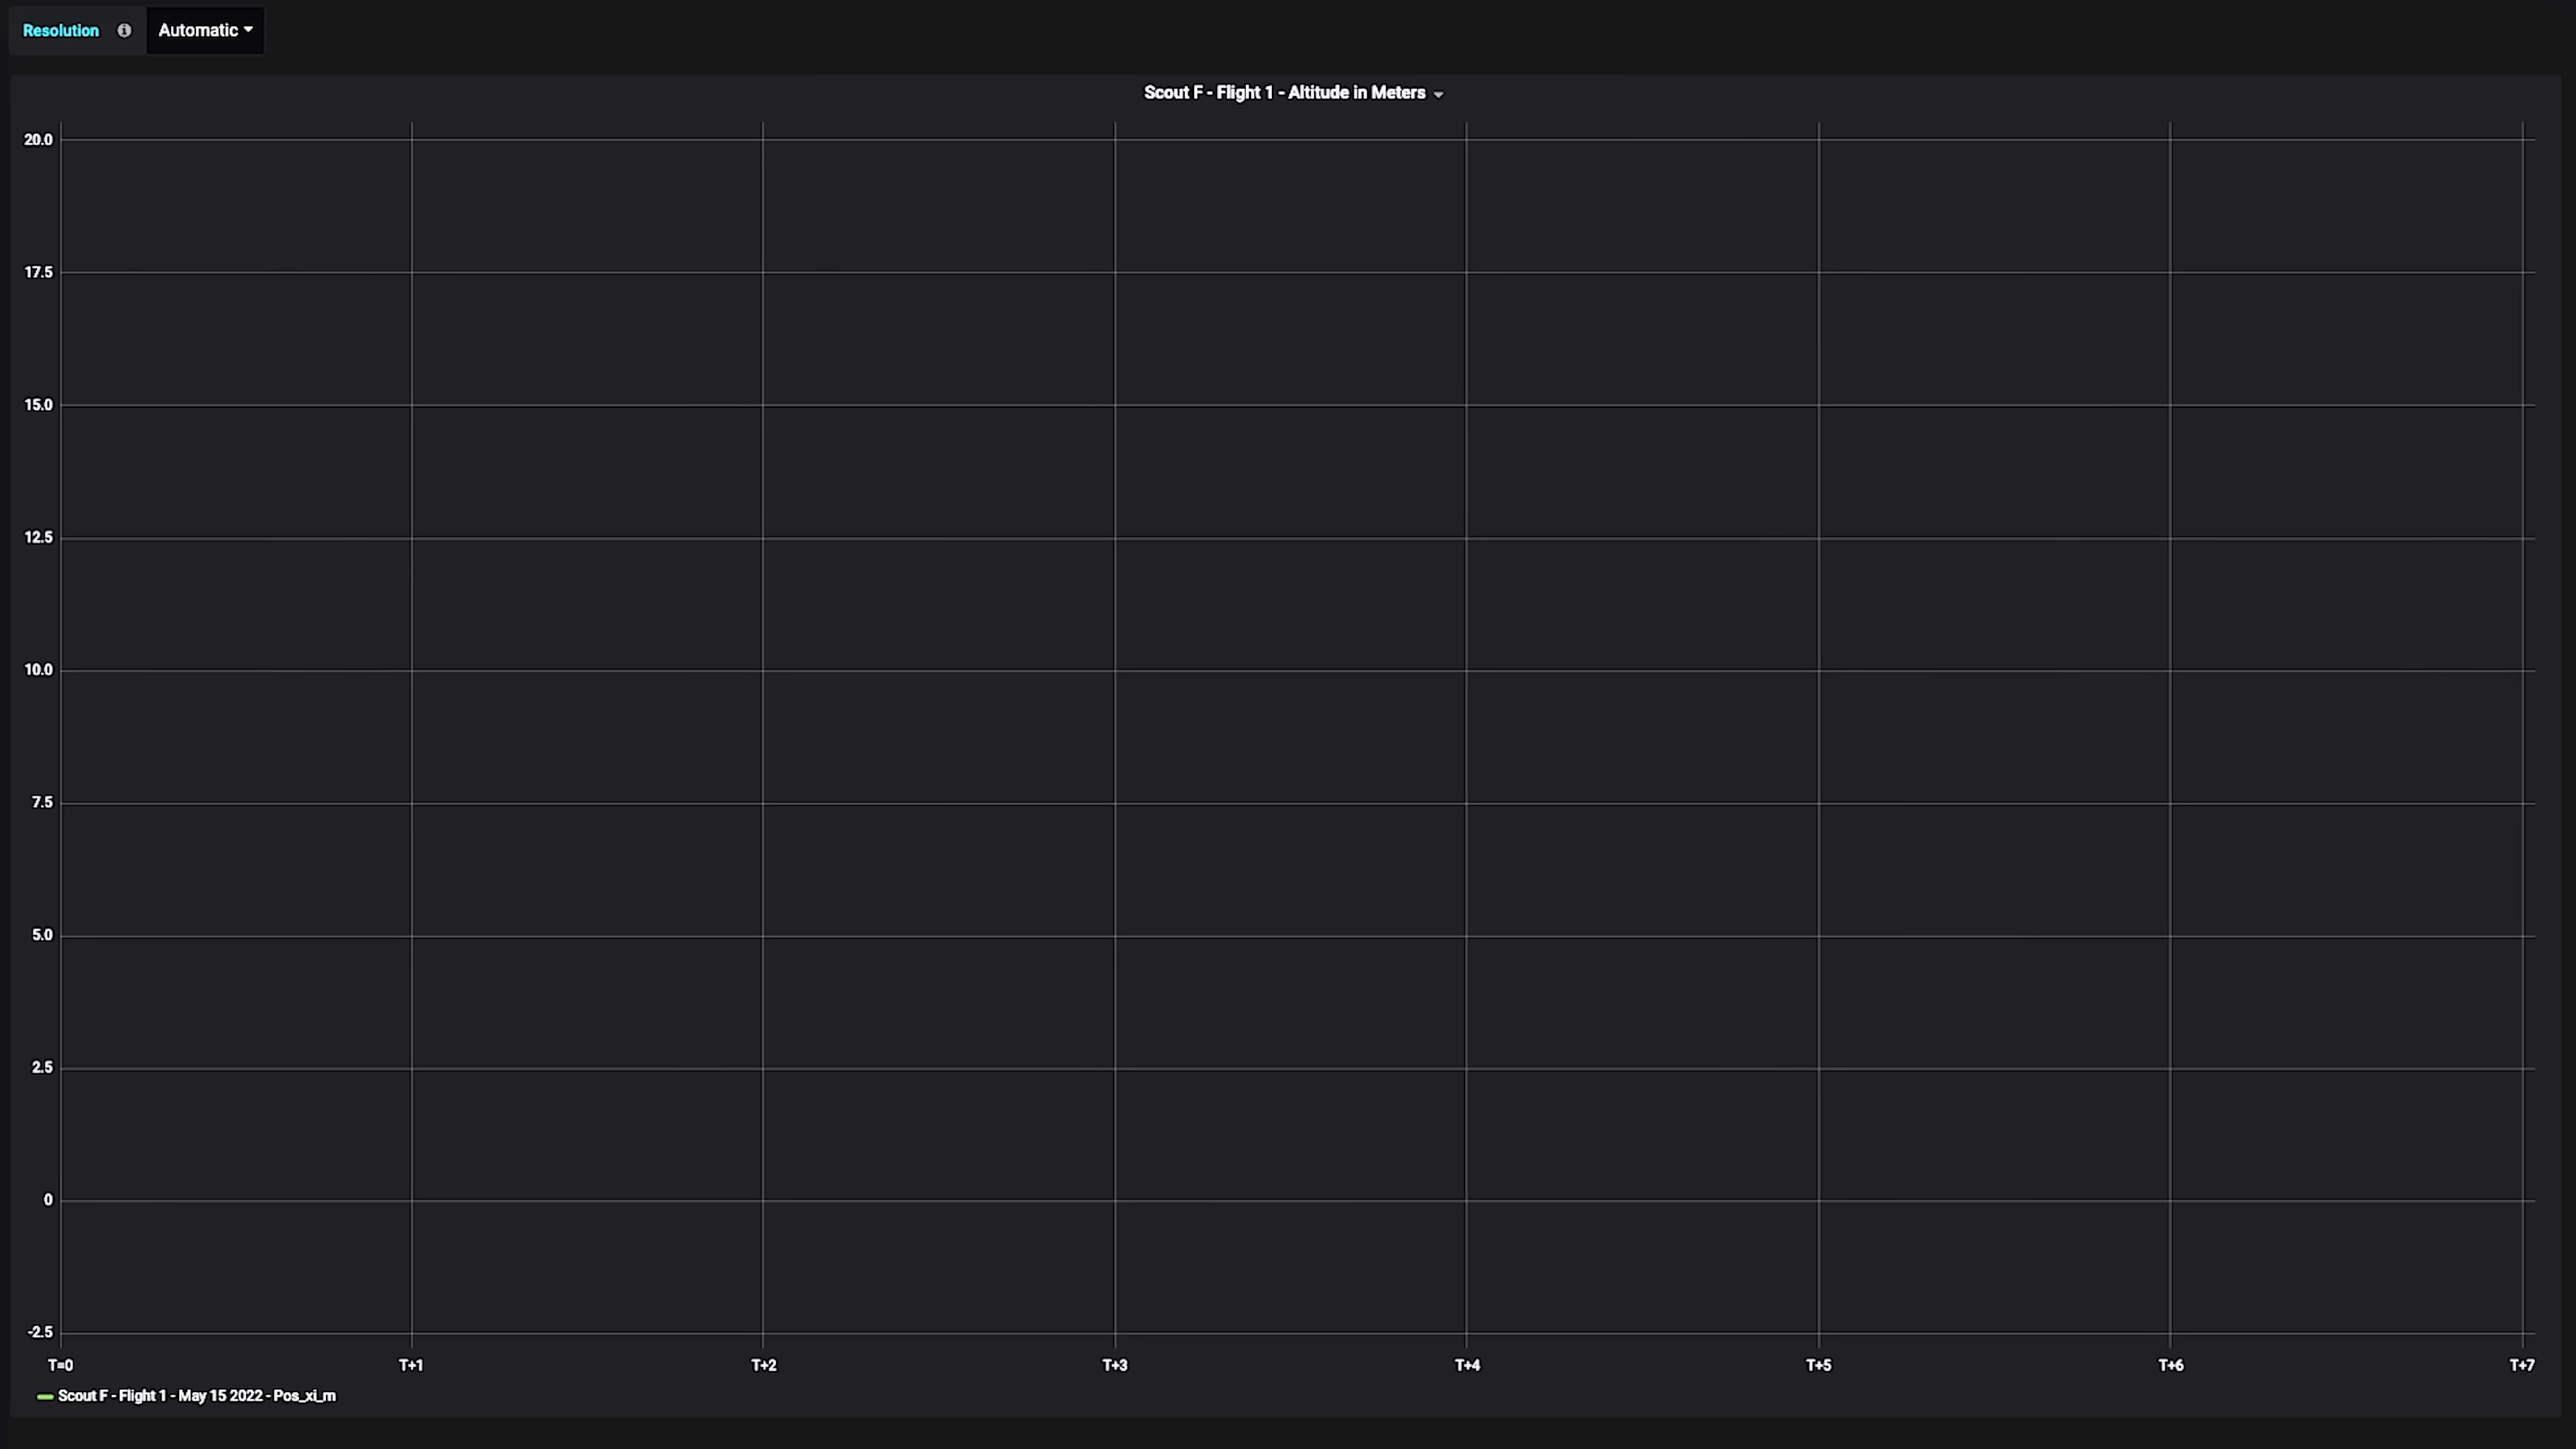 Resolution Automatic
Scout F - Flight 1 - Altitude in Meters
20.0
17.5
15.0
12.5
10.0
7.5
5.0
2.5
0
-2.5
T=0 T+1 T+2 T+3 T+4 T+5 T+6 T+7
Scout F - Flight 1 - May 15 2022 - Pos_xi_m